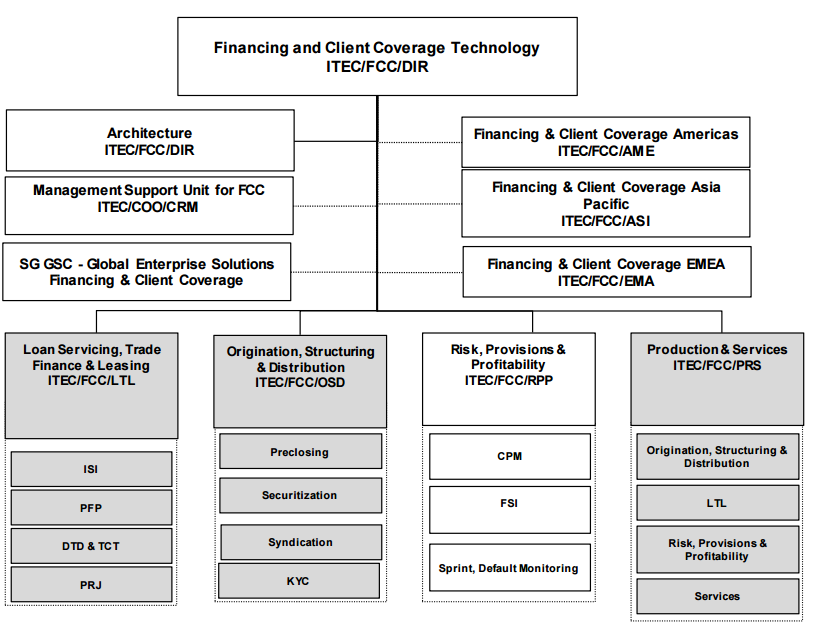 Financing and Client Coverage Technology
ITEC/FCC/DIR
Architecture
ITEC/FCC/DIR
Management Support Unit for FCC
ITEC/COO/CRM
SG GSC - Global Enterprise Solutions
Financing & Client Coverage
Financing & Client Coverage Americas
ITEC/FCC/AME
Financing & Client Coverage Asia
Pacific
ITEC/FCC/ASI
Financing & Client Coverage EMEA
ITEC/FCC/EMA
Loan Servicing, Trade
Finance & Leasing
ITEC/FCC/LTL
ISI
PFP
DTD & TCT
PRJ
Origination, Structuring
& Distribution
ITEC/FCC/OSD
Preclosing
Securitization
Syndication
KYC
Risk, Provisions &
Profitability
ITEC/FCC/RPP
CPM
FSI
Sprint, Default Monitoring
Production & Services
ITEC/FCC/PRS
Origination, Structuring &
Distribution
LTL
Risk, Provisions &
Profitability
Services